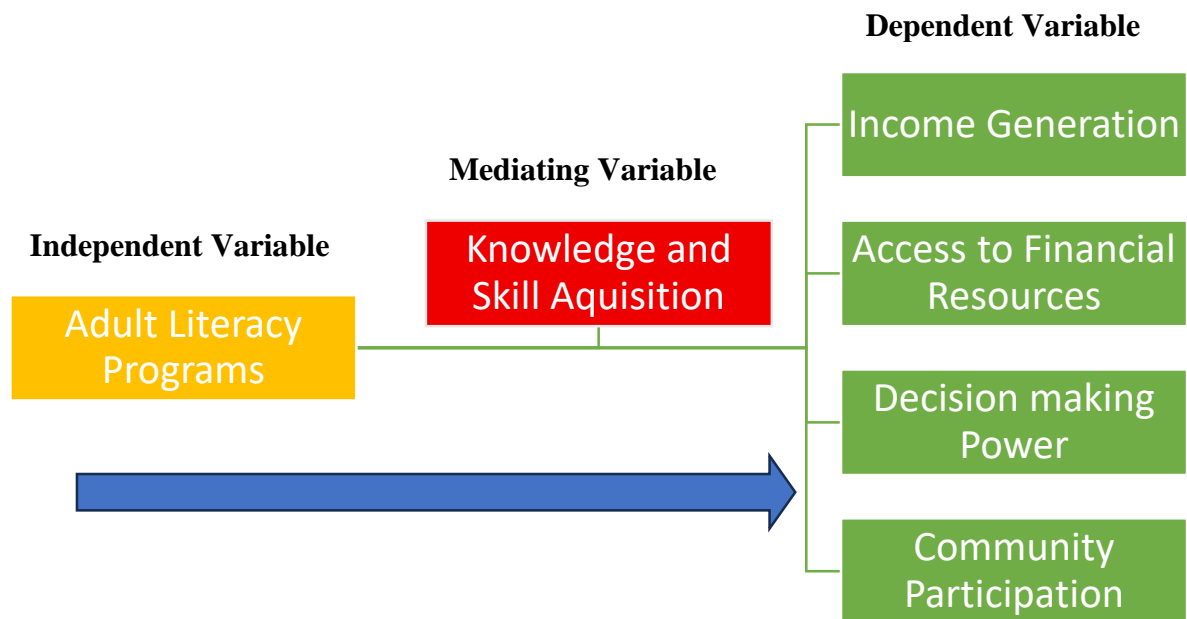 Independent Variable
Adult Literacy
Programs
Mediating Variable
Knowledge and
Skill Aquisition
Dependent Variable
Income Generation
Access to Financial
Resources
Decision making
Power
Community
Participation